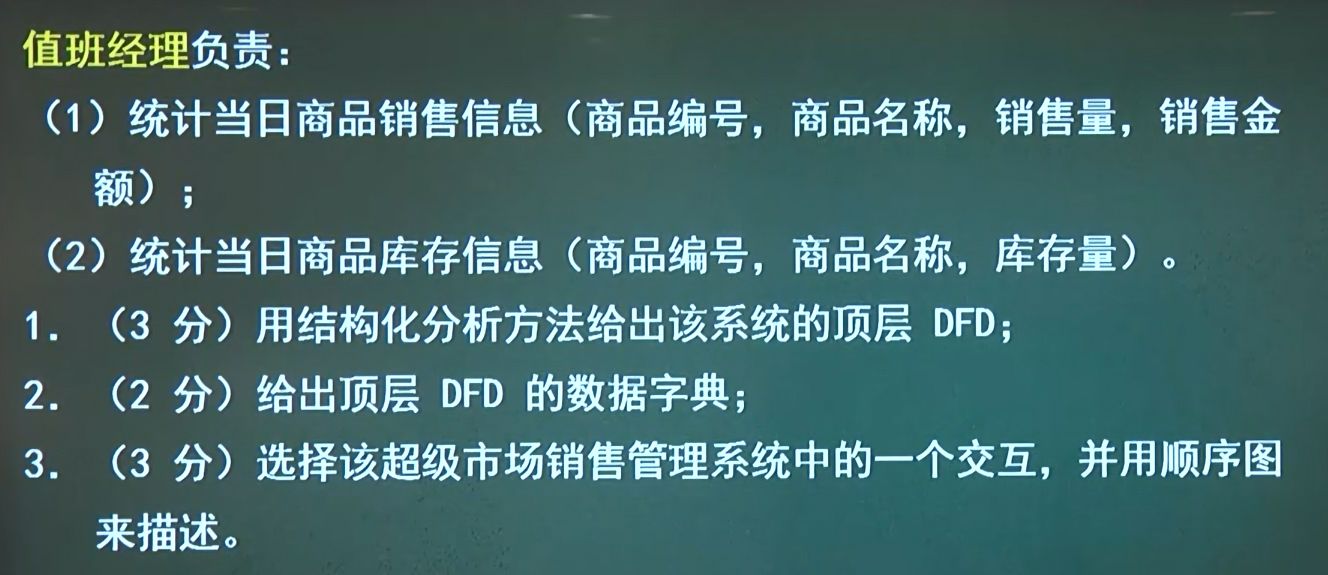 值班经理负责：
（1）统计当日商品销售信息（商品编号，商品名称，销售量，销售金
额）；
（2）统计当日商品库存信息（商品编号，商品名称，库存量）。
1. （3 分）用结构化分析方法给出该系统的顶层 DFD；
2. （2 分）给出顶层 DFD 的数据字典；
3. （3 分）选择该超级市场销售管理系统中的一个交互，并用顺序图
来描述。